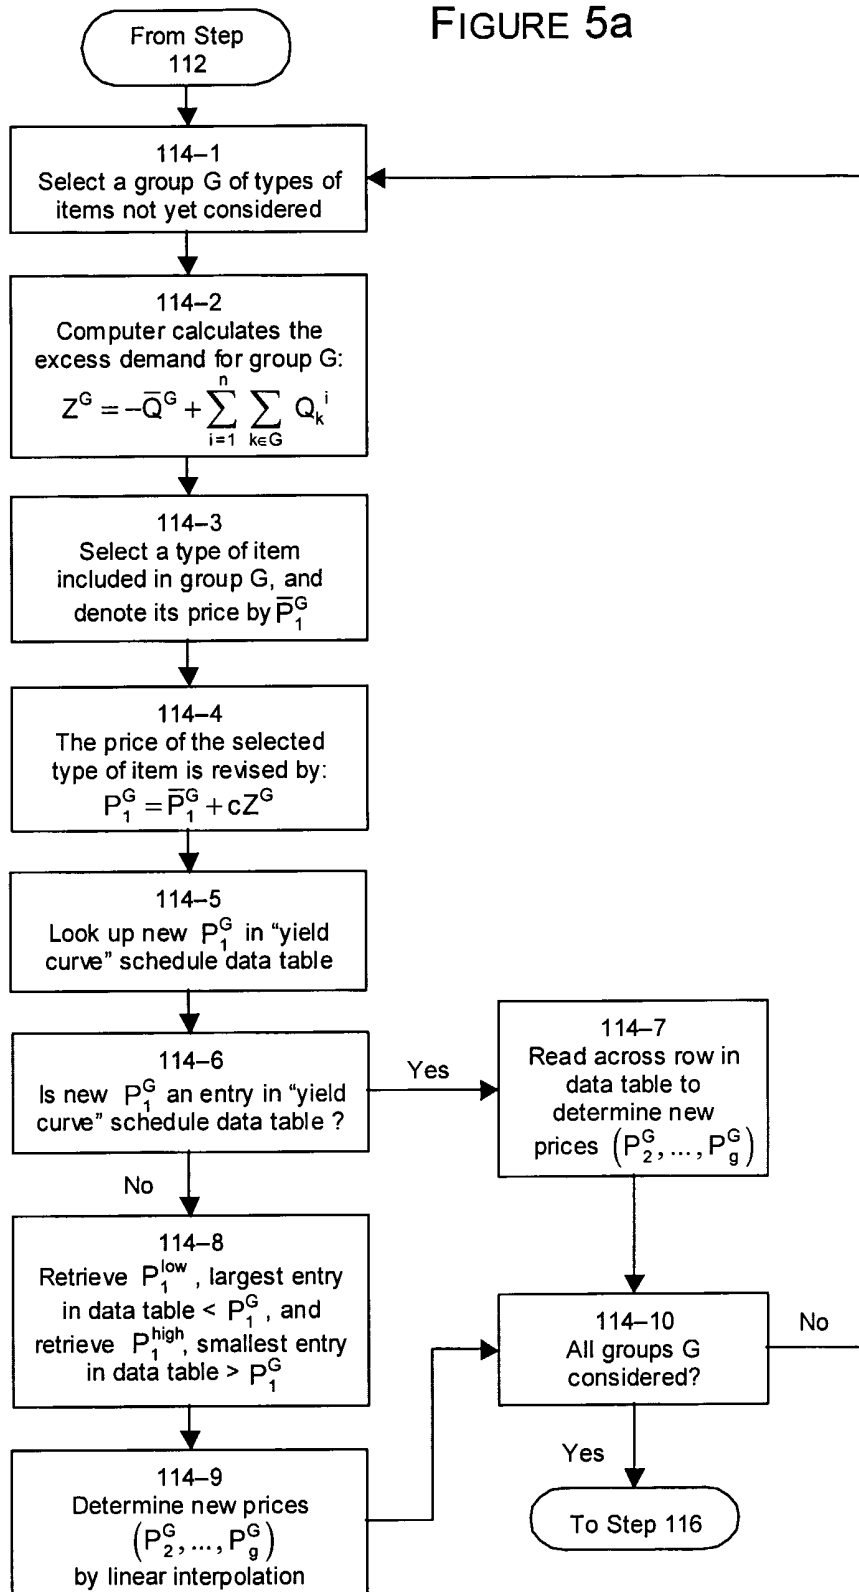 FIGURE 5a
From Step
112
114–1
Select a group G of types of
items not yet considered
114–2
Computer calculates the
excess demand for group G:
Z^G = –Q̅^G + ∑_{i=1}^{n} ∑_{k∈G} Q_k^i
114–3
Select a type of item
included in group G, and
denote its price by P̅_1^G
114–4
The price of the selected
type of item is revised by:
P_1^G = P̅_1^G + cZ^G
114–5
Look up new P_1^G in “yield
curve” schedule data table
114–6
Is new P_1^G an entry in “yield
curve” schedule data table ?
Yes
No
114–7
Read across row in
data table to
determine new
prices (P_2^G, ..., P_g^G)
114–8
Retrieve P_1^low , largest entry
in data table < P_1^G , and
retrieve P_1^high, smallest entry
in data table > P_1^G
114–9
Determine new prices
(P_2^G, ..., P_g^G)
by linear interpolation
114–10
All groups G
considered?
No
Yes
To Step 116